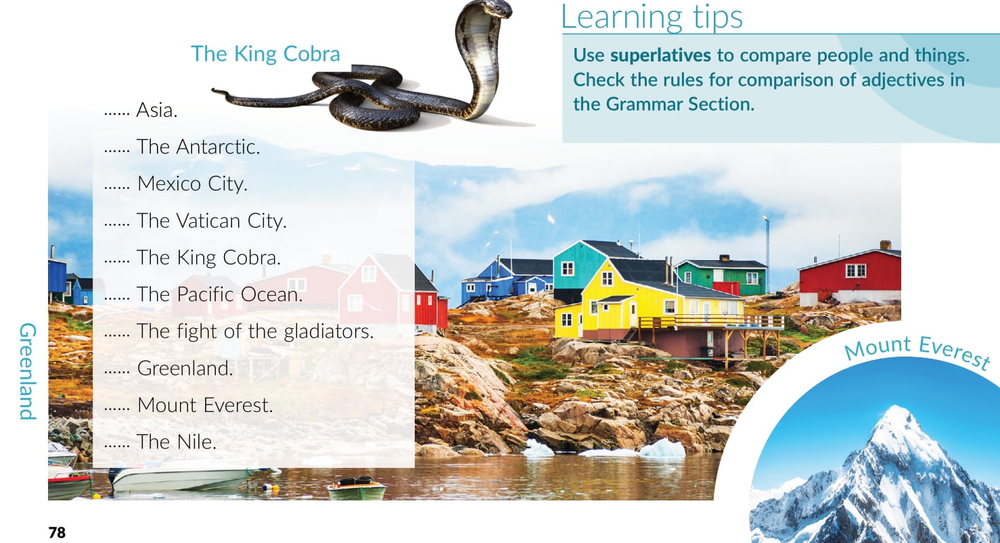 Learning tips
The King Cobra
Use superlatives to compare people and things.
Check the rules for comparison of adjectives in
the Grammar Section.
...... Asia.
...... The Antarctic.
...... Mexico City.
...... The Vatican City.
...... The King Cobra.
...... The Pacific Ocean.
...... The fight of the gladiators.
...... Greenland.
...... Mount Everest.
...... The Nile.
Greenland
Mount Everest
78